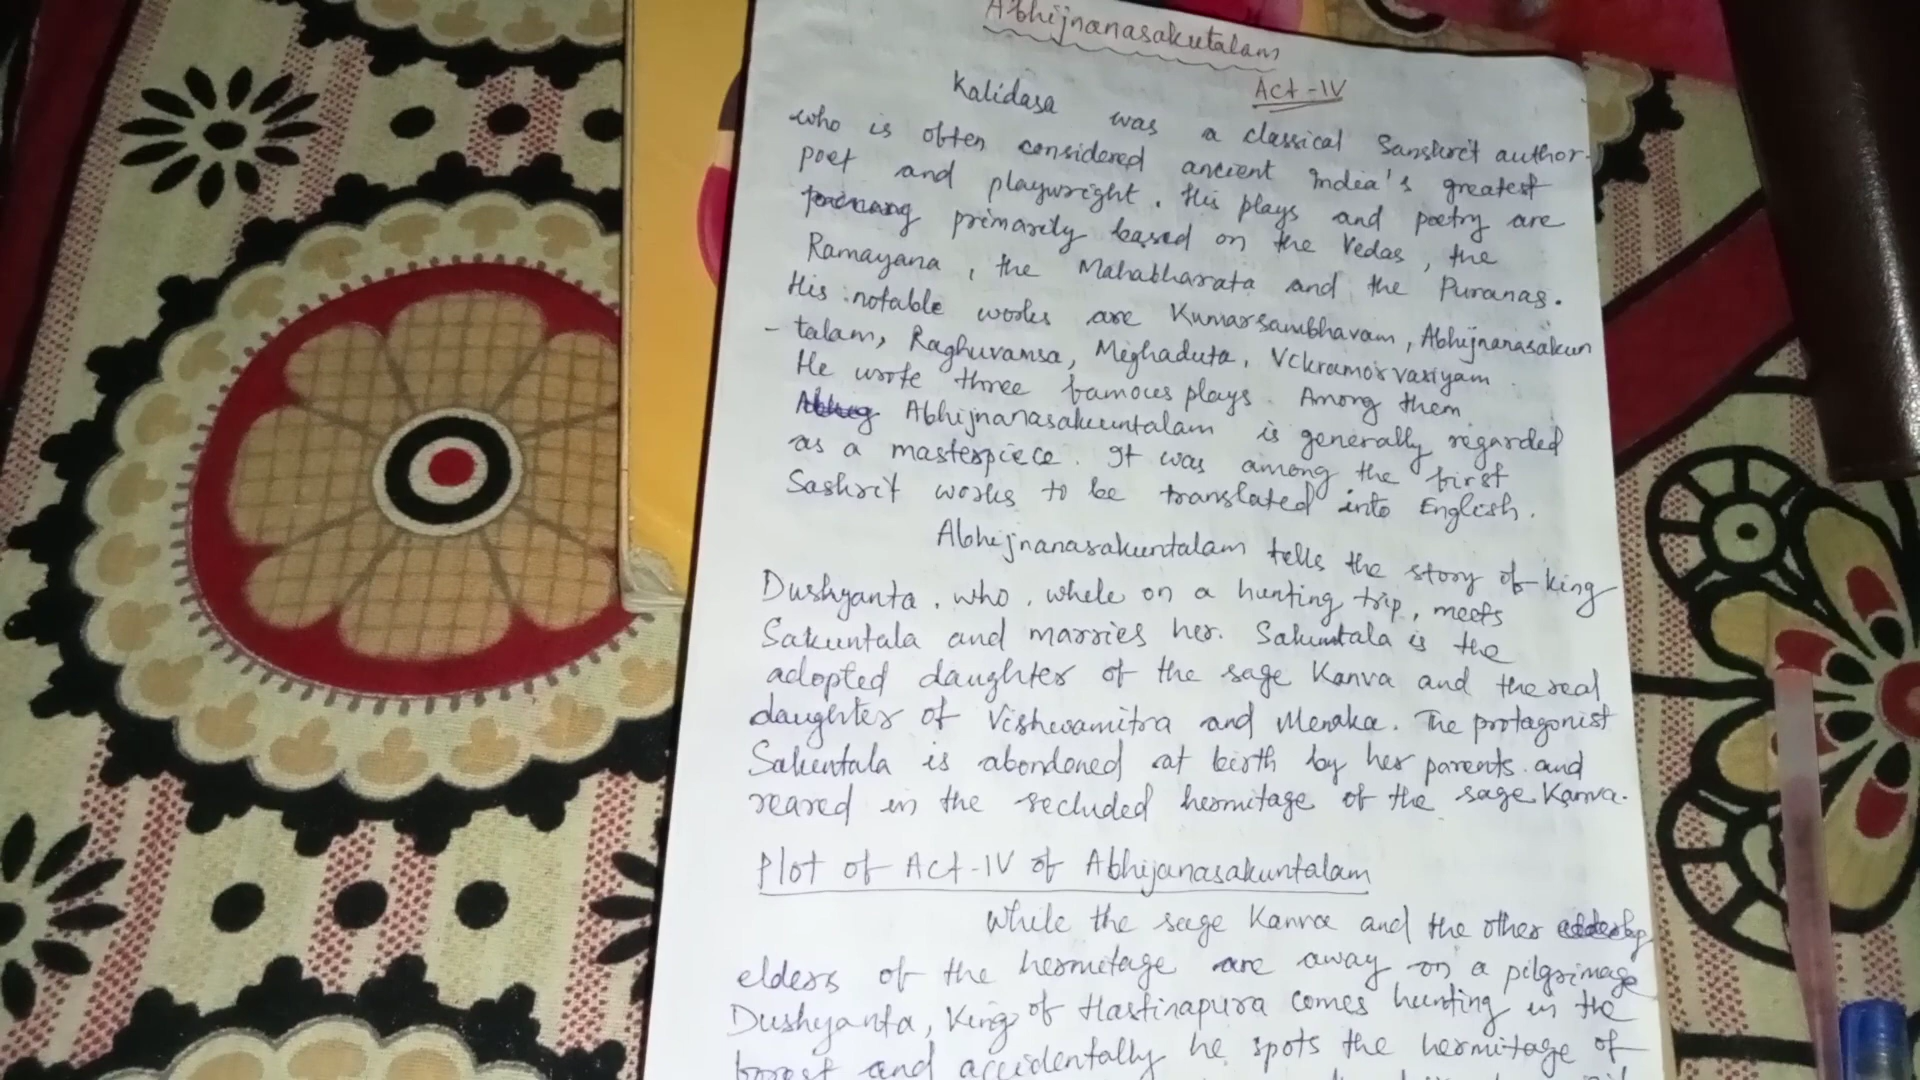 Abhijnanasakutalam
Act-IV
Kalidasa was a classical Sanskrit author.
who is often considered ancient India's greatest
poet and playwright. His plays and poetry are
primarily based on the Vedas, the
Ramayana, the Mahabharata and the Puranas.
His notable works are Kumarsambhavam, Abhijnanasakun
-talam, Raghuvamsa, Meghaduta, Vckramorvasiyam.
He wrote three famous plays. Among them
Abhijnanasakuntalam is generally regarded
as a masterpiece. It was among the first
Saskrit works to be translated into English.
Abhijnanasakuntalam tells the story of king
Dushyanta, who, while on a hunting trip, meets
Sakuntala and marries her. Sakuntala is the
adopted daughter of the sage Kanva and the real
daughter of Vishwamitra and Menaka. The protagonist
Sakuntala is abondoned at birth by her parents and
reared in the secluded hermitage of the sage Kanva.
Plot of Act-IV of Abhijanasakuntalam
While the sage Kanva and the other
elders of the hermitage are away on a pilgrimage
Dushyanta, King of Hastinapura comes hunting in the
forest and accidentally he spots the hermitage of